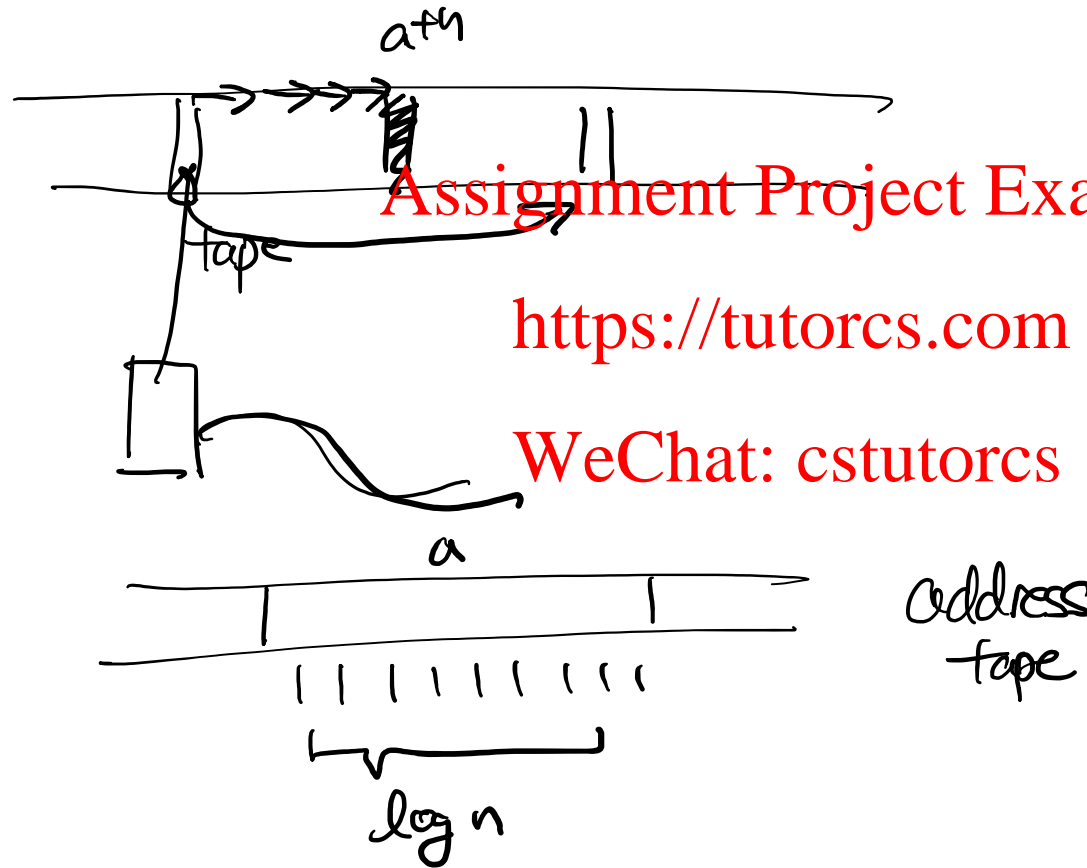 Assignment Project Exa
tape
https://tutorcs.com
WeChat: cstutorcs
a
address
tape
log n